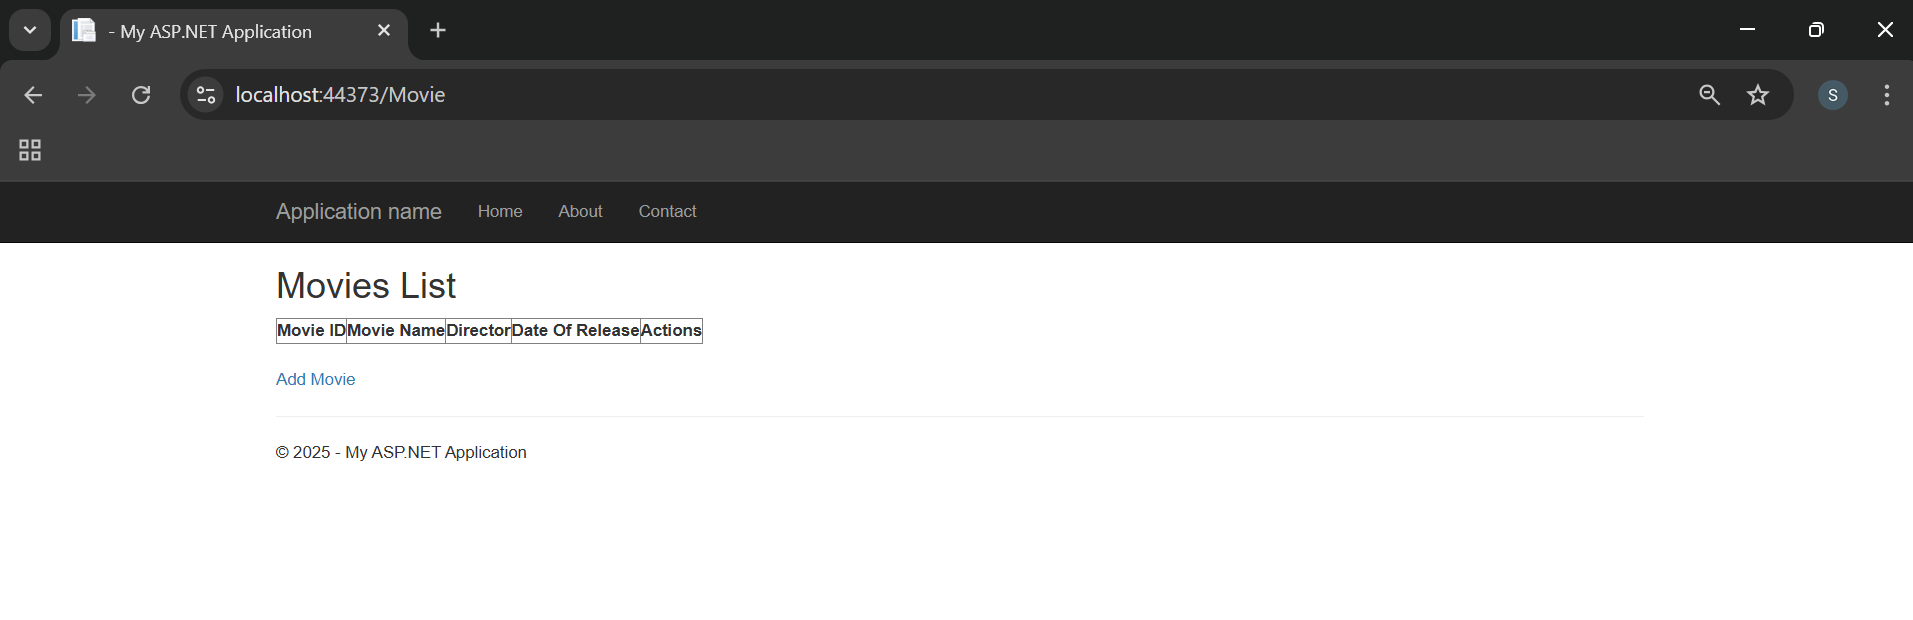 - My ASP.NET Application
localhost:44373/Movie
S
Application name Home About Contact
Movies List
Movie ID Movie Name Director Date Of Release Actions
Add Movie
© 2025 - My ASP.NET Application